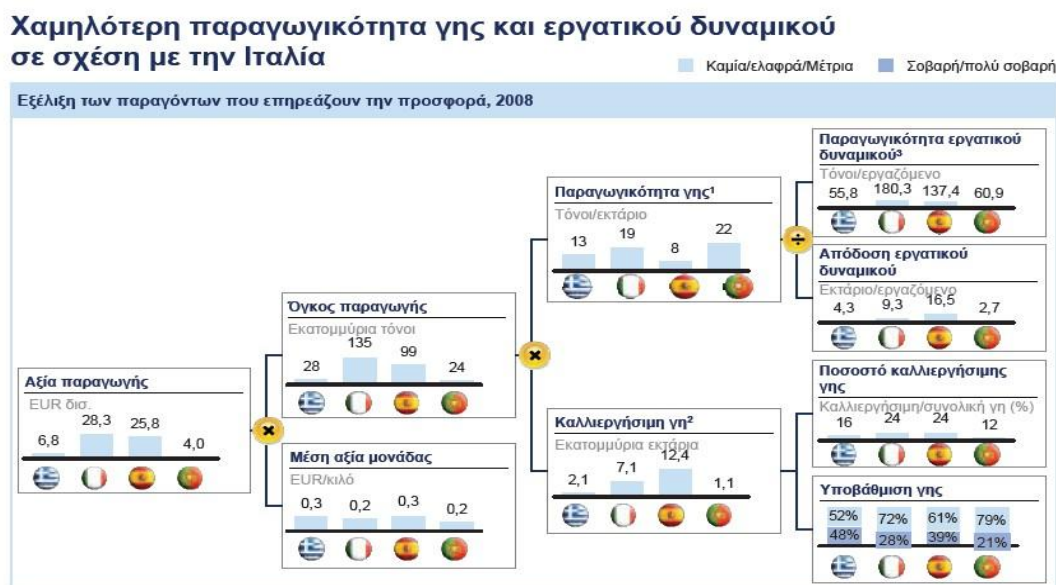 Χαμηλότερη παραγωγικότητα γης και εργατικού δυναμικού
σε σχέση με την Ιταλία
Καμία/ελαφρά/Μέτρια
Σοβαρή/πολύ σοβαρή
Εξέλιξη των παραγόντων που επηρεάζουν την προσφορά, 2008
Αξία παραγωγής
EUR δισ.
6,8 28,3 25,8 4,0
×
Όγκος παραγωγής
Εκατομμύρια τόνοι
28 135 99 24
Μέση αξία μονάδας
EUR/κιλό
0,3 0,2 0,3 0,2
×
Παραγωγικότητα γης¹
Τόνοι/εκτάριο
13 19 8 22
Καλλιεργήσιμη γη²
Εκατομμύρια εκτάρια
2,1 7,1 12,4 1,1
÷
Παραγωγικότητα εργατικού
δυναμικού³
Τόνοι/εργαζόμενο
55,8 180,3 137,4 60,9
Απόδοση εργατικού
δυναμικού
Εκτάριο/εργαζόμενο
4,3 9,3 16,5 2,7
Ποσοστό καλλιεργήσιμης
γης
Καλλιεργήσιμη/συνολική γη (%)
16 24 24 12
Υποβάθμιση γης
52% 72% 61% 79%
48% 28% 39% 21%